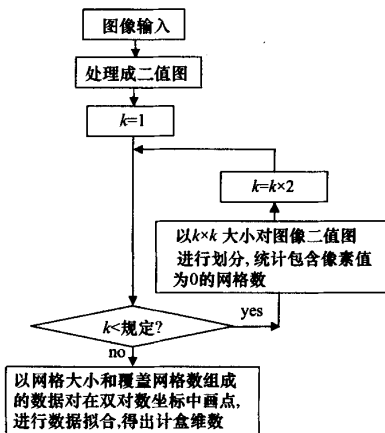 图像输入
处理成二值图
k=1
k=k×2
以k×k 大小对图像二值图
进行划分,统计包含像素值
为0的网格数
k<规定?
yes
no
以网格大小和覆盖网格数组成
的数据对在双对数坐标中画点,
进行数据拟合,得出计盒维数